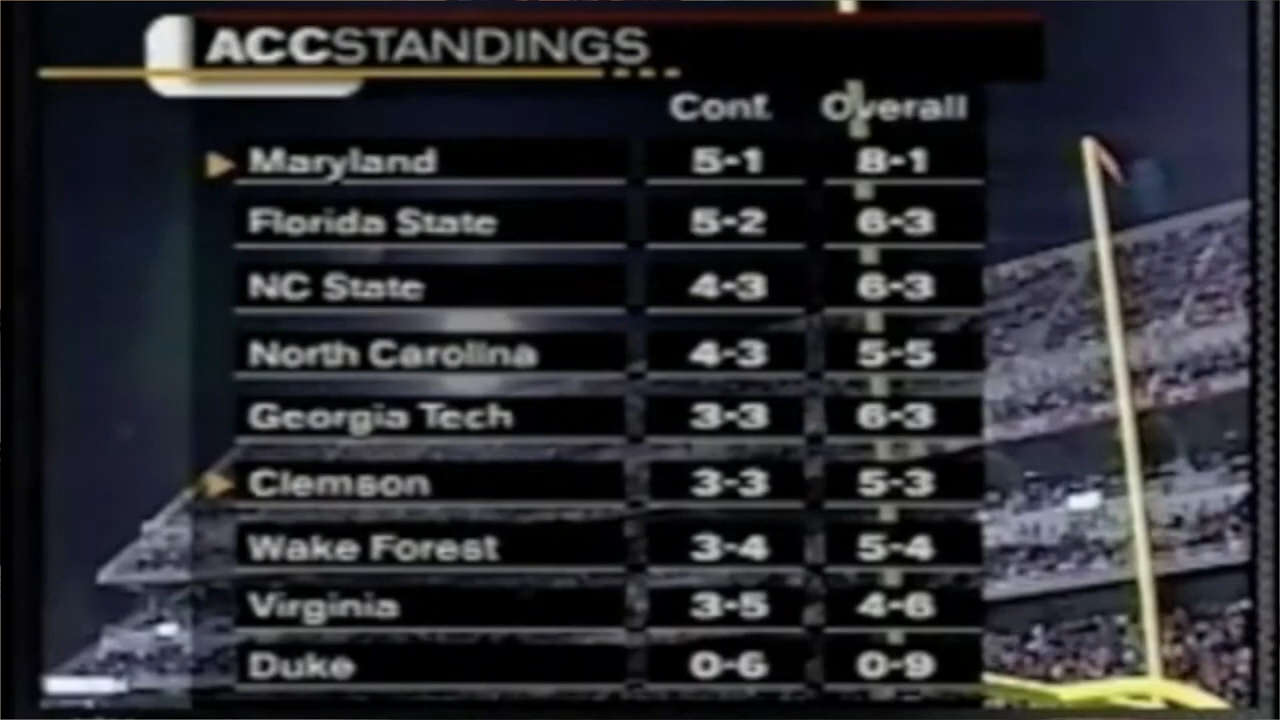 ACCSTANDINGS
Conf. Overall
Maryland 5-1 8-1
Florida State 5-2 6-3
NC State 4-3 6-3
North Carolina 4-3 5-5
Georgia Tech 3-3 6-3
Clemson 3-3 5-3
Wake Forest 3-4 5-4
Virginia 3-5 4-6
Duke 0-6 0-9